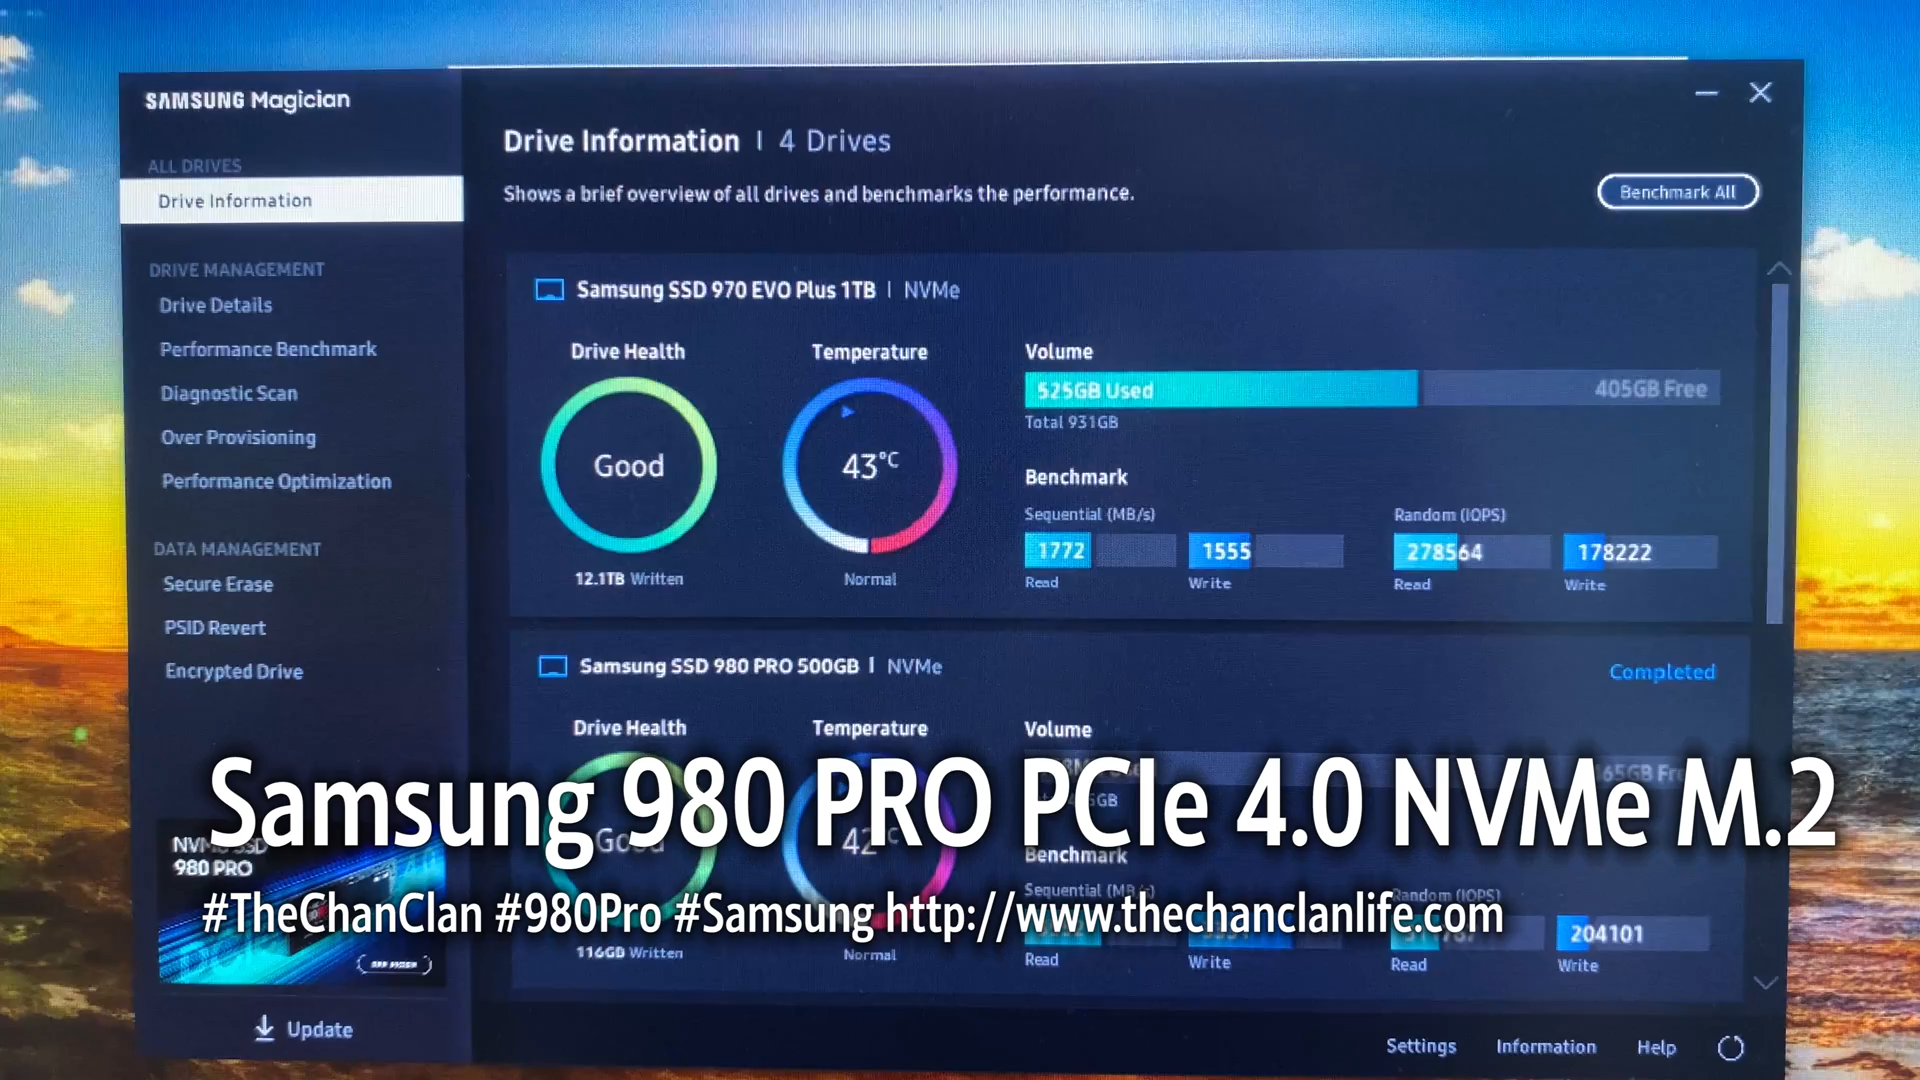 SAMSUNG Magician
ALL DRIVES
Drive Information
DRIVE MANAGEMENT
Drive Details
Performance Benchmark
Diagnostic Scan
Over Provisioning
Performance Optimization
DATA MANAGEMENT
Secure Erase
PSID Revert
Encrypted Drive
980 PRO
Update
Drive Information | 4 Drives
Shows a brief overview of all drives and benchmarks the performance.
Benchmark All
Samsung SSD 970 EVO Plus 1TB | NVMe
Drive Health
Good
12.1TB Written
Temperature
43°C
Normal
Volume
525GB Used
405GB Free
Total 931GB
Benchmark
Sequential (MB/s)
1772
Read
1555
Write
Random (IOPS)
278564
Read
178222
Write
Samsung SSD 980 PRO 500GB | NVMe
Completed
Drive Health
Good
116GB Written
Temperature
42°C
Normal
Volume
Benchmark
Sequential (MB/s)
Read
Write
Random (IOPS)
Read
204101
Write
Samsung 980 PRO PCIe 4.0 NVMe M.2
#TheChanClan #980Pro #Samsung http://www.thechanclanlife.com
Settings
Information
Help